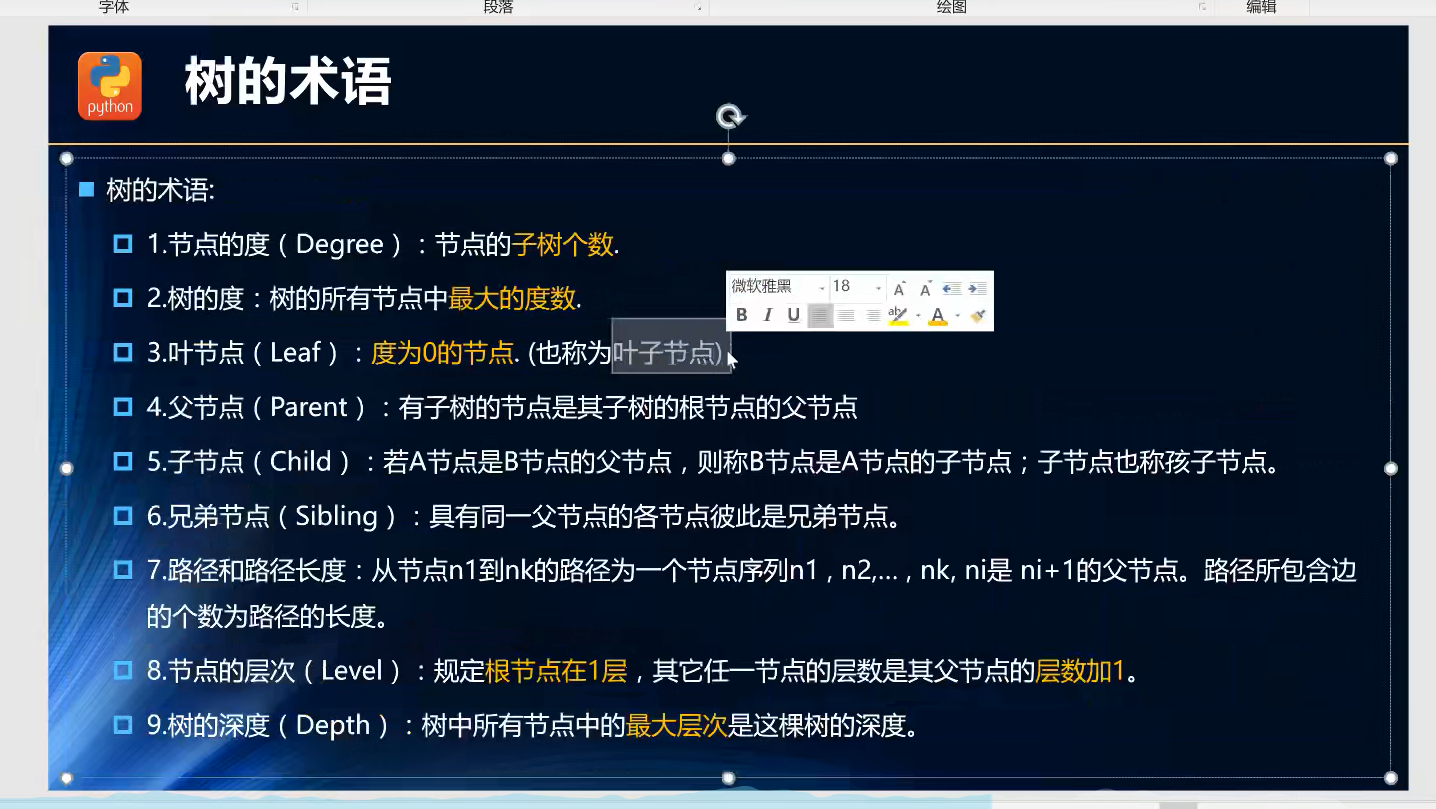 字体 段落 绘图 编辑
python
树的术语
树的术语:
1.节点的度（Degree）：节点的子树个数.
微软雅黑 18
2.树的度：树的所有节点中最大的度数.
B I U ab A
3.叶节点（Leaf）：度为0的节点. (也称为叶子节点)
4.父节点（Parent）：有子树的节点是其子树的根节点的父节点
5.子节点（Child）：若A节点是B节点的父节点，则称B节点是A节点的子节点；子节点也称孩子节点。
6.兄弟节点（Sibling）：具有同一父节点的各节点彼此是兄弟节点。
7.路径和路径长度：从节点n1到nk的路径为一个节点序列n1 , n2,… , nk, ni是 ni+1的父节点。路径所包含边
的个数为路径的长度。
8.节点的层次（Level）：规定根节点在1层，其它任一节点的层数是其父节点的层数加1。
9.树的深度（Depth）：树中所有节点中的最大层次是这棵树的深度。